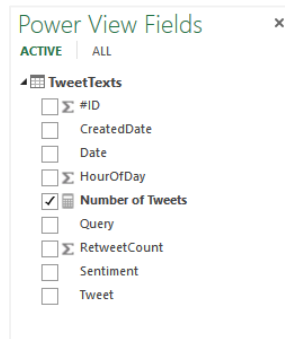 Power View Fields
ACTIVE ALL
TweetTexts
Σ #ID
CreatedDate
Date
Σ HourOfDay
Number of Tweets
Query
Σ RetweetCount
Sentiment
Tweet